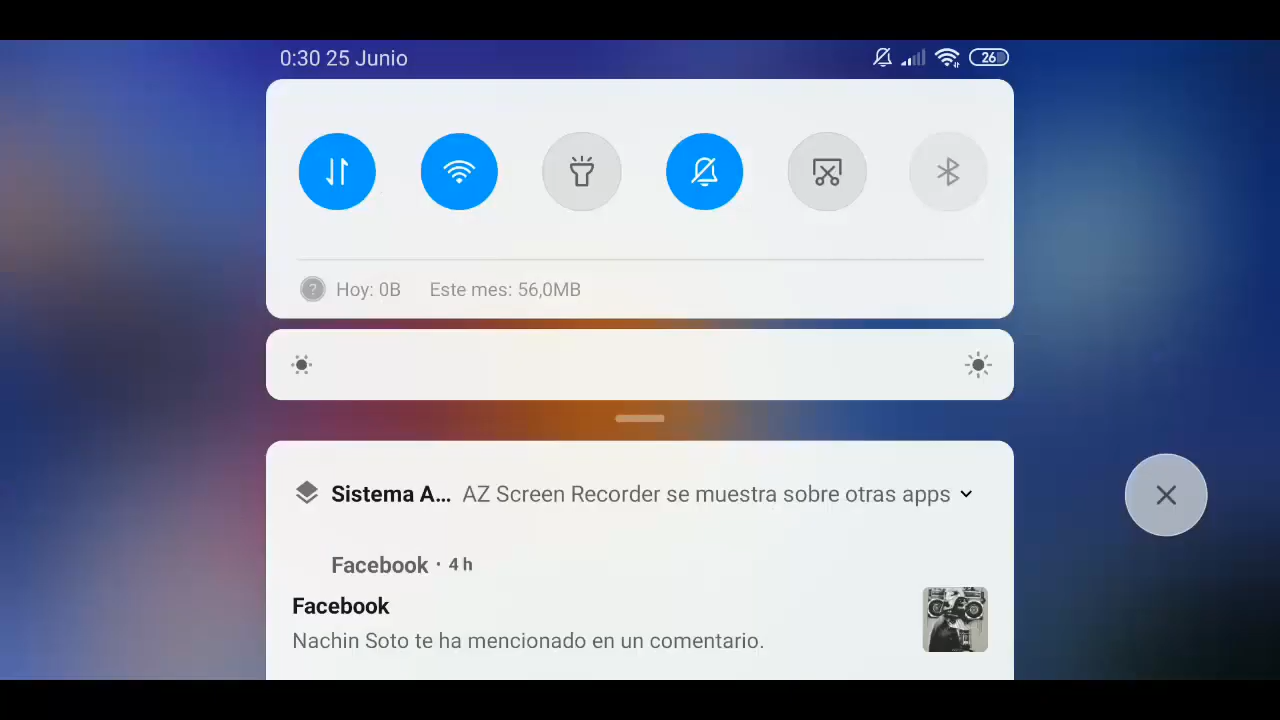 0:30 25 Junio
26
Hoy: 0B Este mes: 56,0MB
Sistema A... AZ Screen Recorder se muestra sobre otras apps
Facebook · 4 h
Facebook
Nachin Soto te ha mencionado en un comentario.